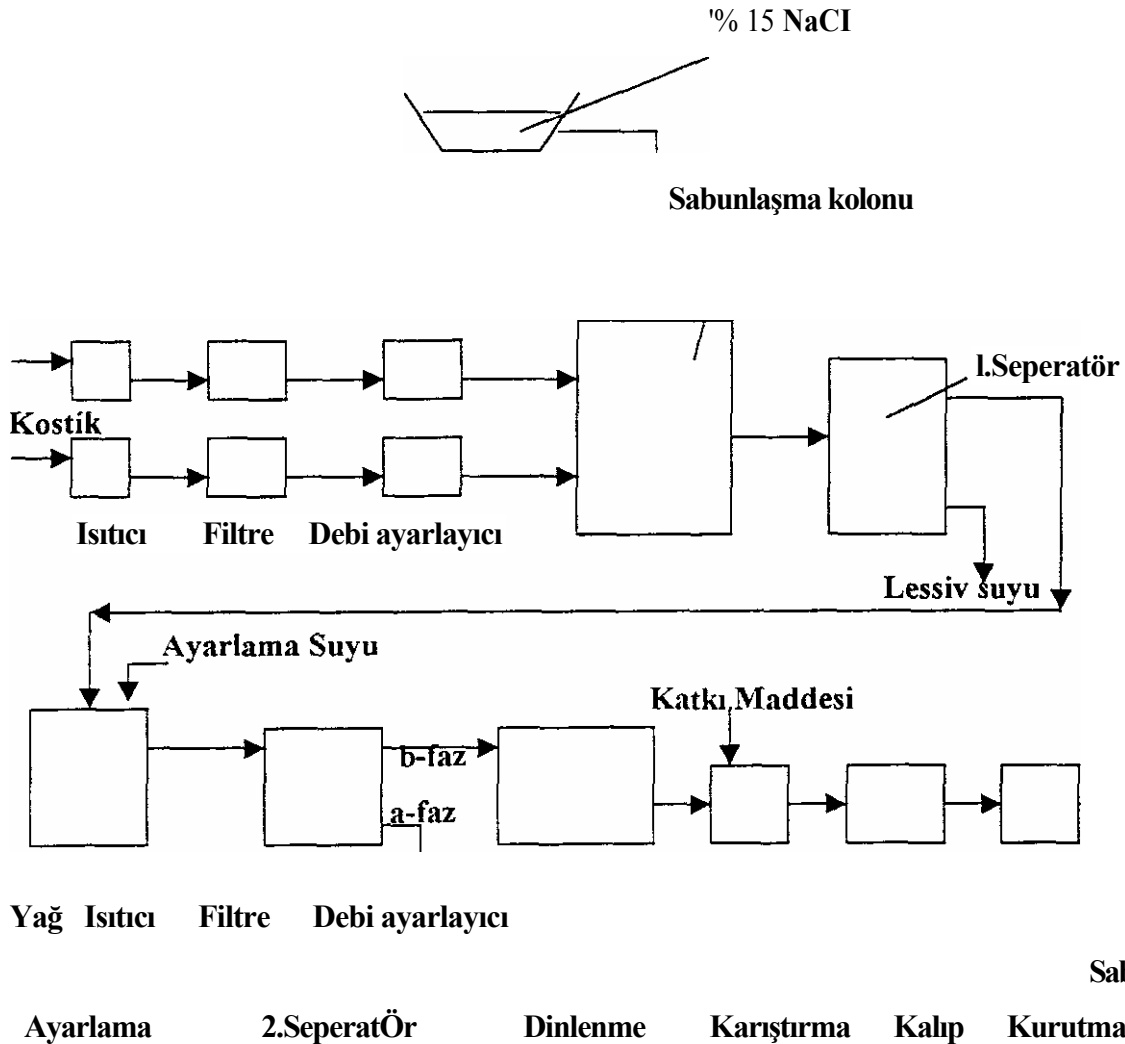 '% 15 NaCI
Sabunlaşma kolonu
l.Seperatör
Kostik
Isıtıcı Filtre Debi ayarlayıcı
Lessiv suyu
Ayarlama Suyu
Katkı Maddesi
b-faz
a-faz
Yağ Isıtıcı Filtre Debi ayarlayıcı
Sal
Ayarlama 2.SeperatÖr Dinlenme Karıştırma Kalıp Kurutma